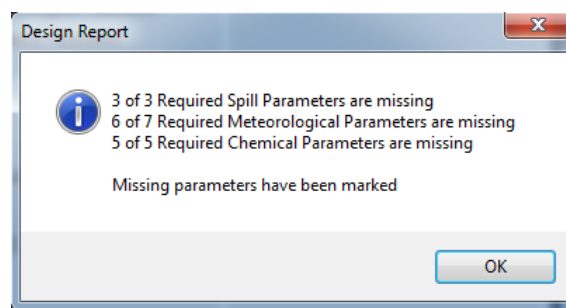 Design Report
x
3 of 3 Required Spill Parameters are missing
6 of 7 Required Meteorological Parameters are missing
5 of 5 Required Chemical Parameters are missing
Missing parameters have been marked
OK